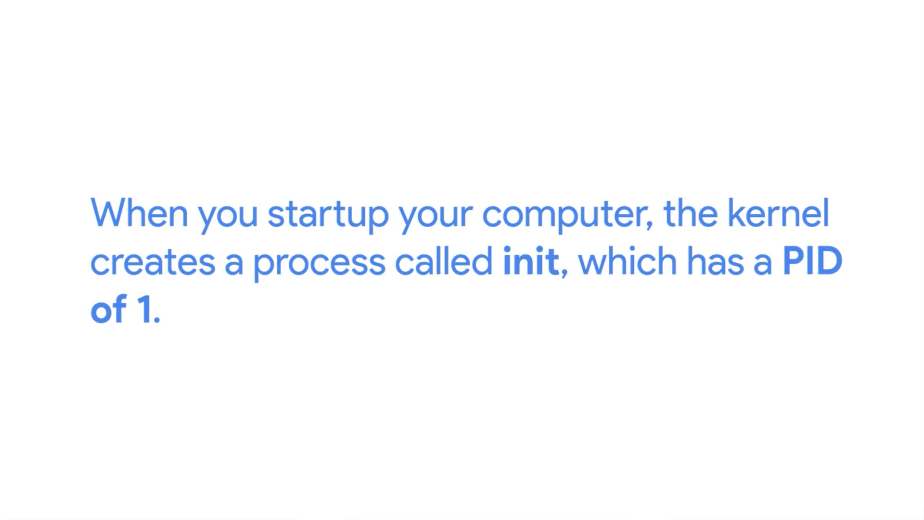 When you startup your computer, the kernel
creates a process called init, which has a PID
of 1.